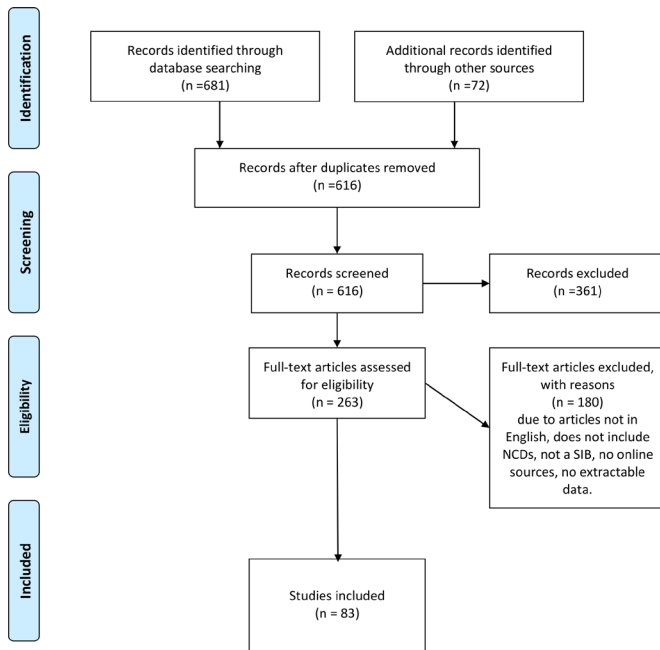 Identification
Records identified through
database searching
(n =681)
Additional records identified
through other sources
(n =72)
Records after duplicates removed
(n =616)
Screening
Records screened
(n = 616)
Records excluded
(n =361)
Eligibility
Full-text articles assessed
for eligibility
(n = 263)
Full-text articles excluded,
with reasons
(n = 180)
due to articles not in
English, does not include
NCDs, not a SIB, no online
sources, no extractable
data.
Included
Studies included
(n = 83)